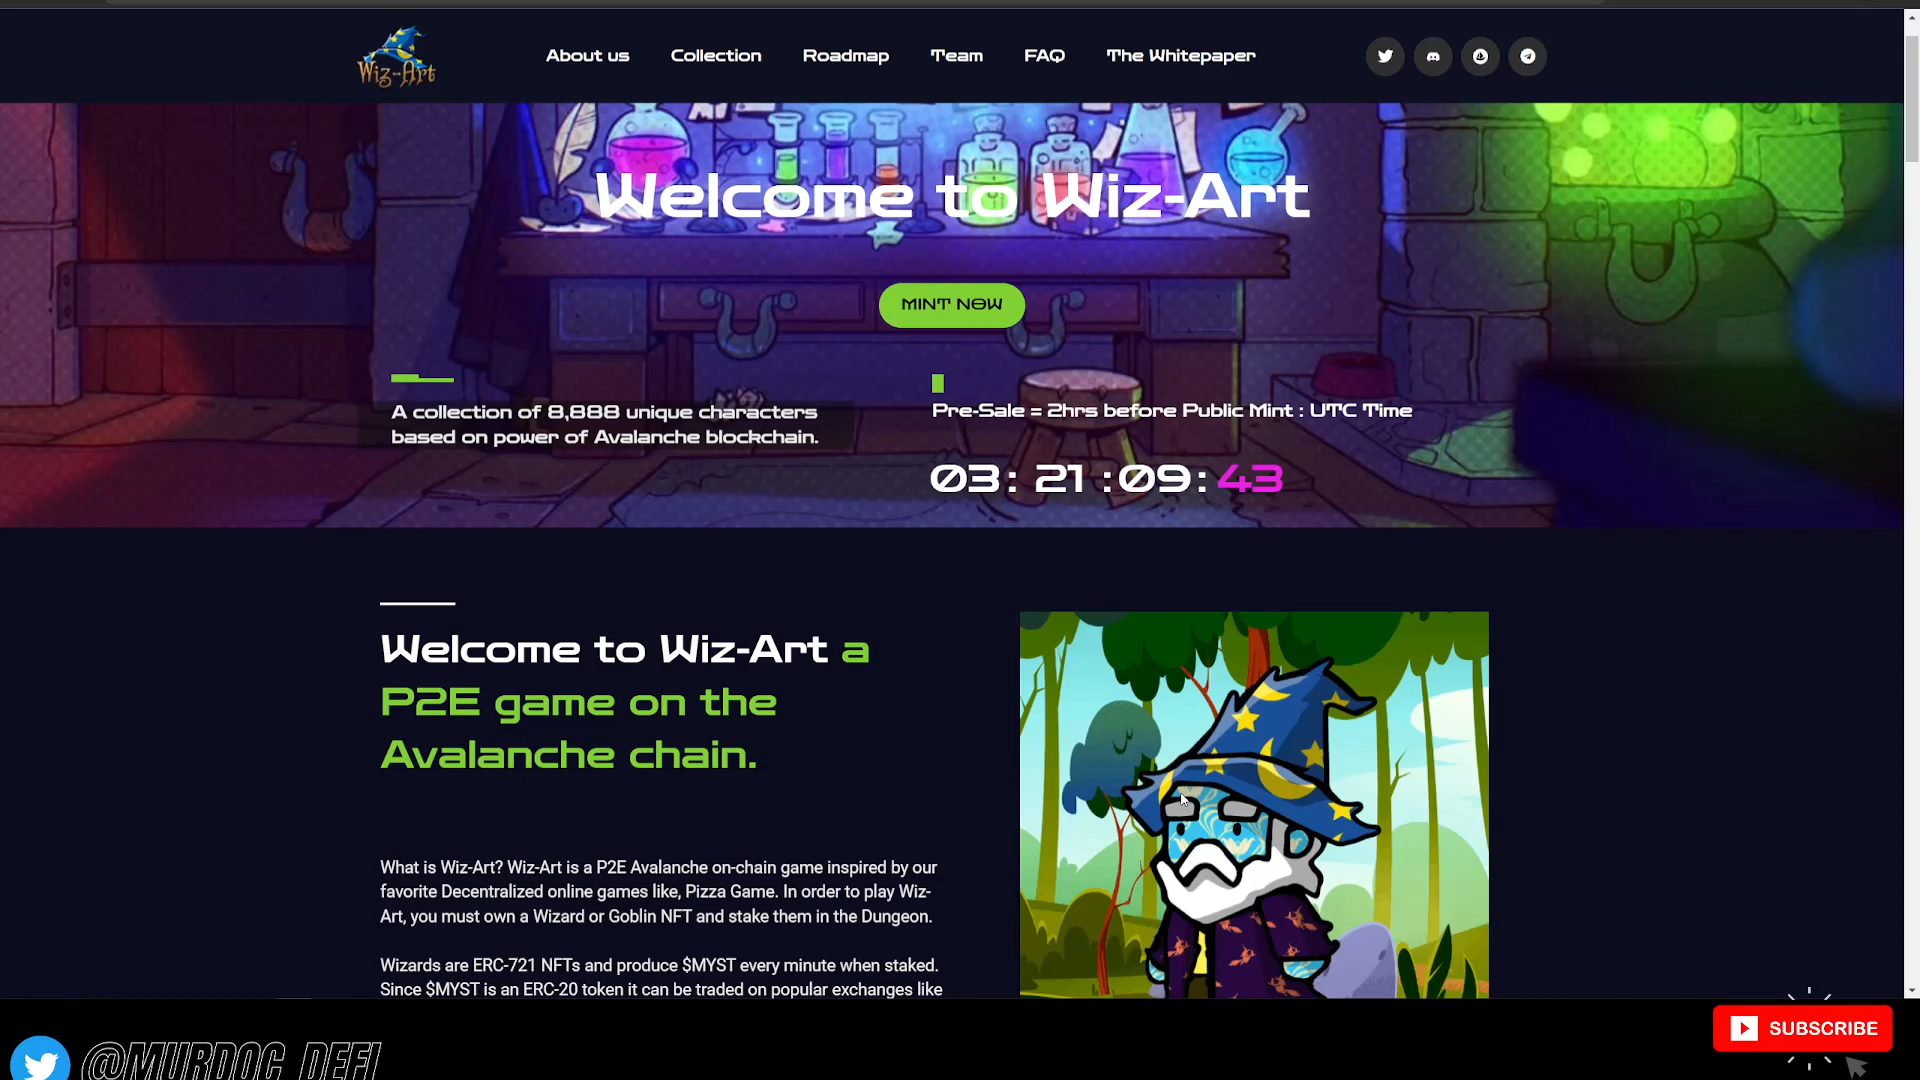 Wiz-Art
About us
Collection
Roadmap
Team
FAQ
The Whitepaper
Welcome to Wiz-Art
MINT NOW
A collection of 8,888 unique characters
based on power of Avalanche blockchain.
Pre-Sale = 2hrs before Public Mint : UTC Time
03: 21 :09: 43
Welcome to Wiz-Art a
P2E game on the
Avalanche chain.
What is Wiz-Art? Wiz-Art is a P2E Avalanche on-chain game inspired by our
favorite Decentralized online games like, Pizza Game. In order to play Wiz-
Art, you must own a Wizard or Goblin NFT and stake them in the Dungeon.
Wizards are ERC-721 NFTs and produce $MYST every minute when staked.
Since $MYST is an ERC-20 token it can be traded on popular exchanges like
@MURDOC_DEFI
SUBSCRIBE